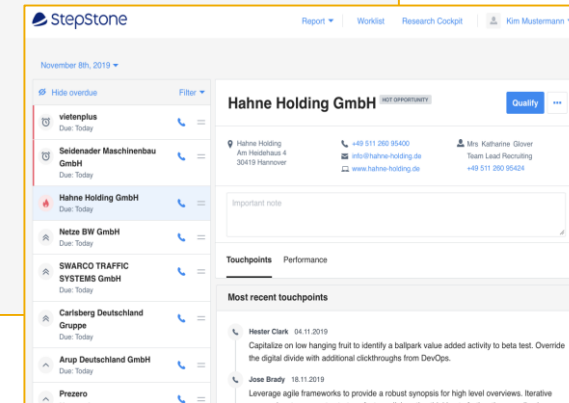 StepStone
Report
Worklist
Research Cockpit
Kim Mustermann
November 8th, 2019
Hide overdue
Filter
vietenplus
Due: Today
Seidenader Maschinenbau
GmbH
Due: Today
Hahne Holding GmbH
Due: Today
Netze BW GmbH
Due: Today
SWARCO TRAFFIC
SYSTEMS GmbH
Due: Today
Carlsberg Deutschland
Gruppe
Due: Today
Arup Deutschland GmbH
Due: Today
Prezero
Hahne Holding GmbH
NOT OPPORTUNITY
Qualify
Hahne Holding
Am Heidehaus 4
30419 Hannover
+49 511 260 95400
info@hahne-holding.de
www.hahne-holding.de
Mrs Katharine Glover
Team Lead Recruiting
+49 511 260 95424
Important note
Touchpoints
Performance
Most recent touchpoints
Hester Clark 04.11.2019
Capitalize on low hanging fruit to identify a ballpark value added activity to beta test. Override
the digital divide with additional clickthroughs from DevOps.
Jose Brady 18.11.2019
Leverage agile frameworks to provide a robust synopsis for high level overviews. Iterative